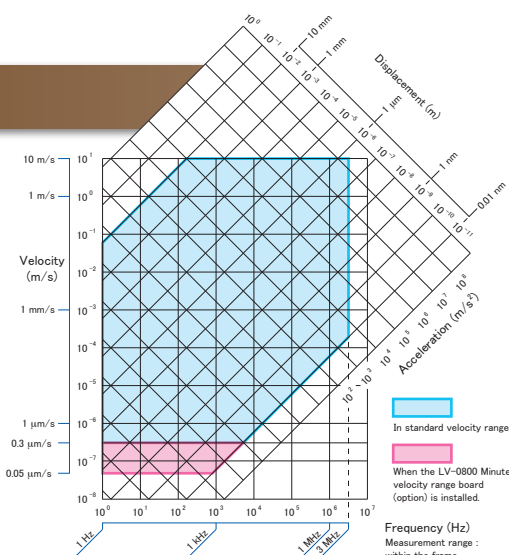 10⁰
10⁻¹
10⁻²
10⁻³
10⁻⁴
10⁻⁵
10⁻⁶
10⁻⁷
10⁻⁸
10⁻⁹
10⁻¹⁰
10⁻¹¹
10 mm
1 mm
1 μm
1 nm
0.01 nm
Displacement (m)
10 m/s
1 m/s
Velocity
(m/s)
1 mm/s
1 μm/s
0.3 μm/s
0.05 μm/s
10¹
10⁰
10⁻¹
10⁻²
10⁻³
10⁻⁴
10⁻⁵
10⁻⁶
10⁻⁷
10⁻⁸
10² 10³ 10⁴ 10⁵ 10⁶ 10⁷ 10⁸
Acceleration (m/s²)
In standard velocity range
When the LV-0800 Minute
velocity range board
(option) is installed.
10⁰ 10¹ 10² 10³ 10⁴ 10⁵ 10⁶ 10⁷
1 Hz
1 kHz
1 MHz
3 MHz
Frequency (Hz)
Measurement range :
within the frame